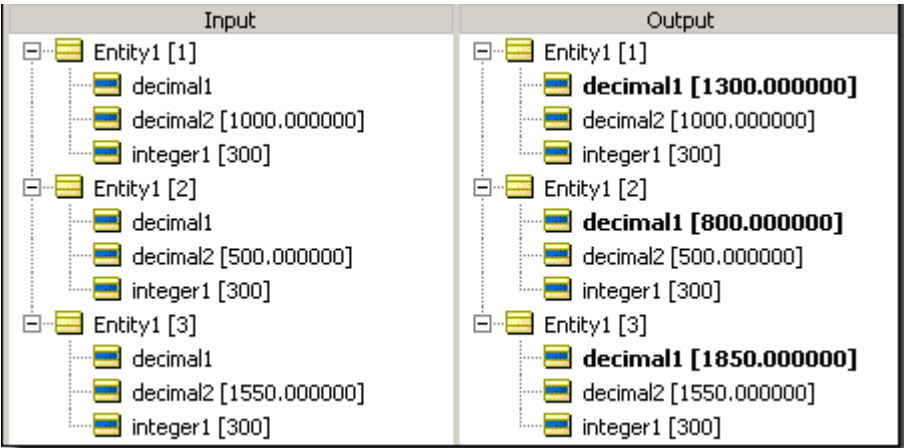 Input
Entity1 [1]
decimal1
decimal2 [1000.000000]
integer1 [300]
Entity1 [2]
decimal1
decimal2 [500.000000]
integer1 [300]
Entity1 [3]
decimal1
decimal2 [1550.000000]
integer1 [300]
Output
Entity1 [1]
decimal1 [1300.000000]
decimal2 [1000.000000]
integer1 [300]
Entity1 [2]
decimal1 [800.000000]
decimal2 [500.000000]
integer1 [300]
Entity1 [3]
decimal1 [1850.000000]
decimal2 [1550.000000]
integer1 [300]